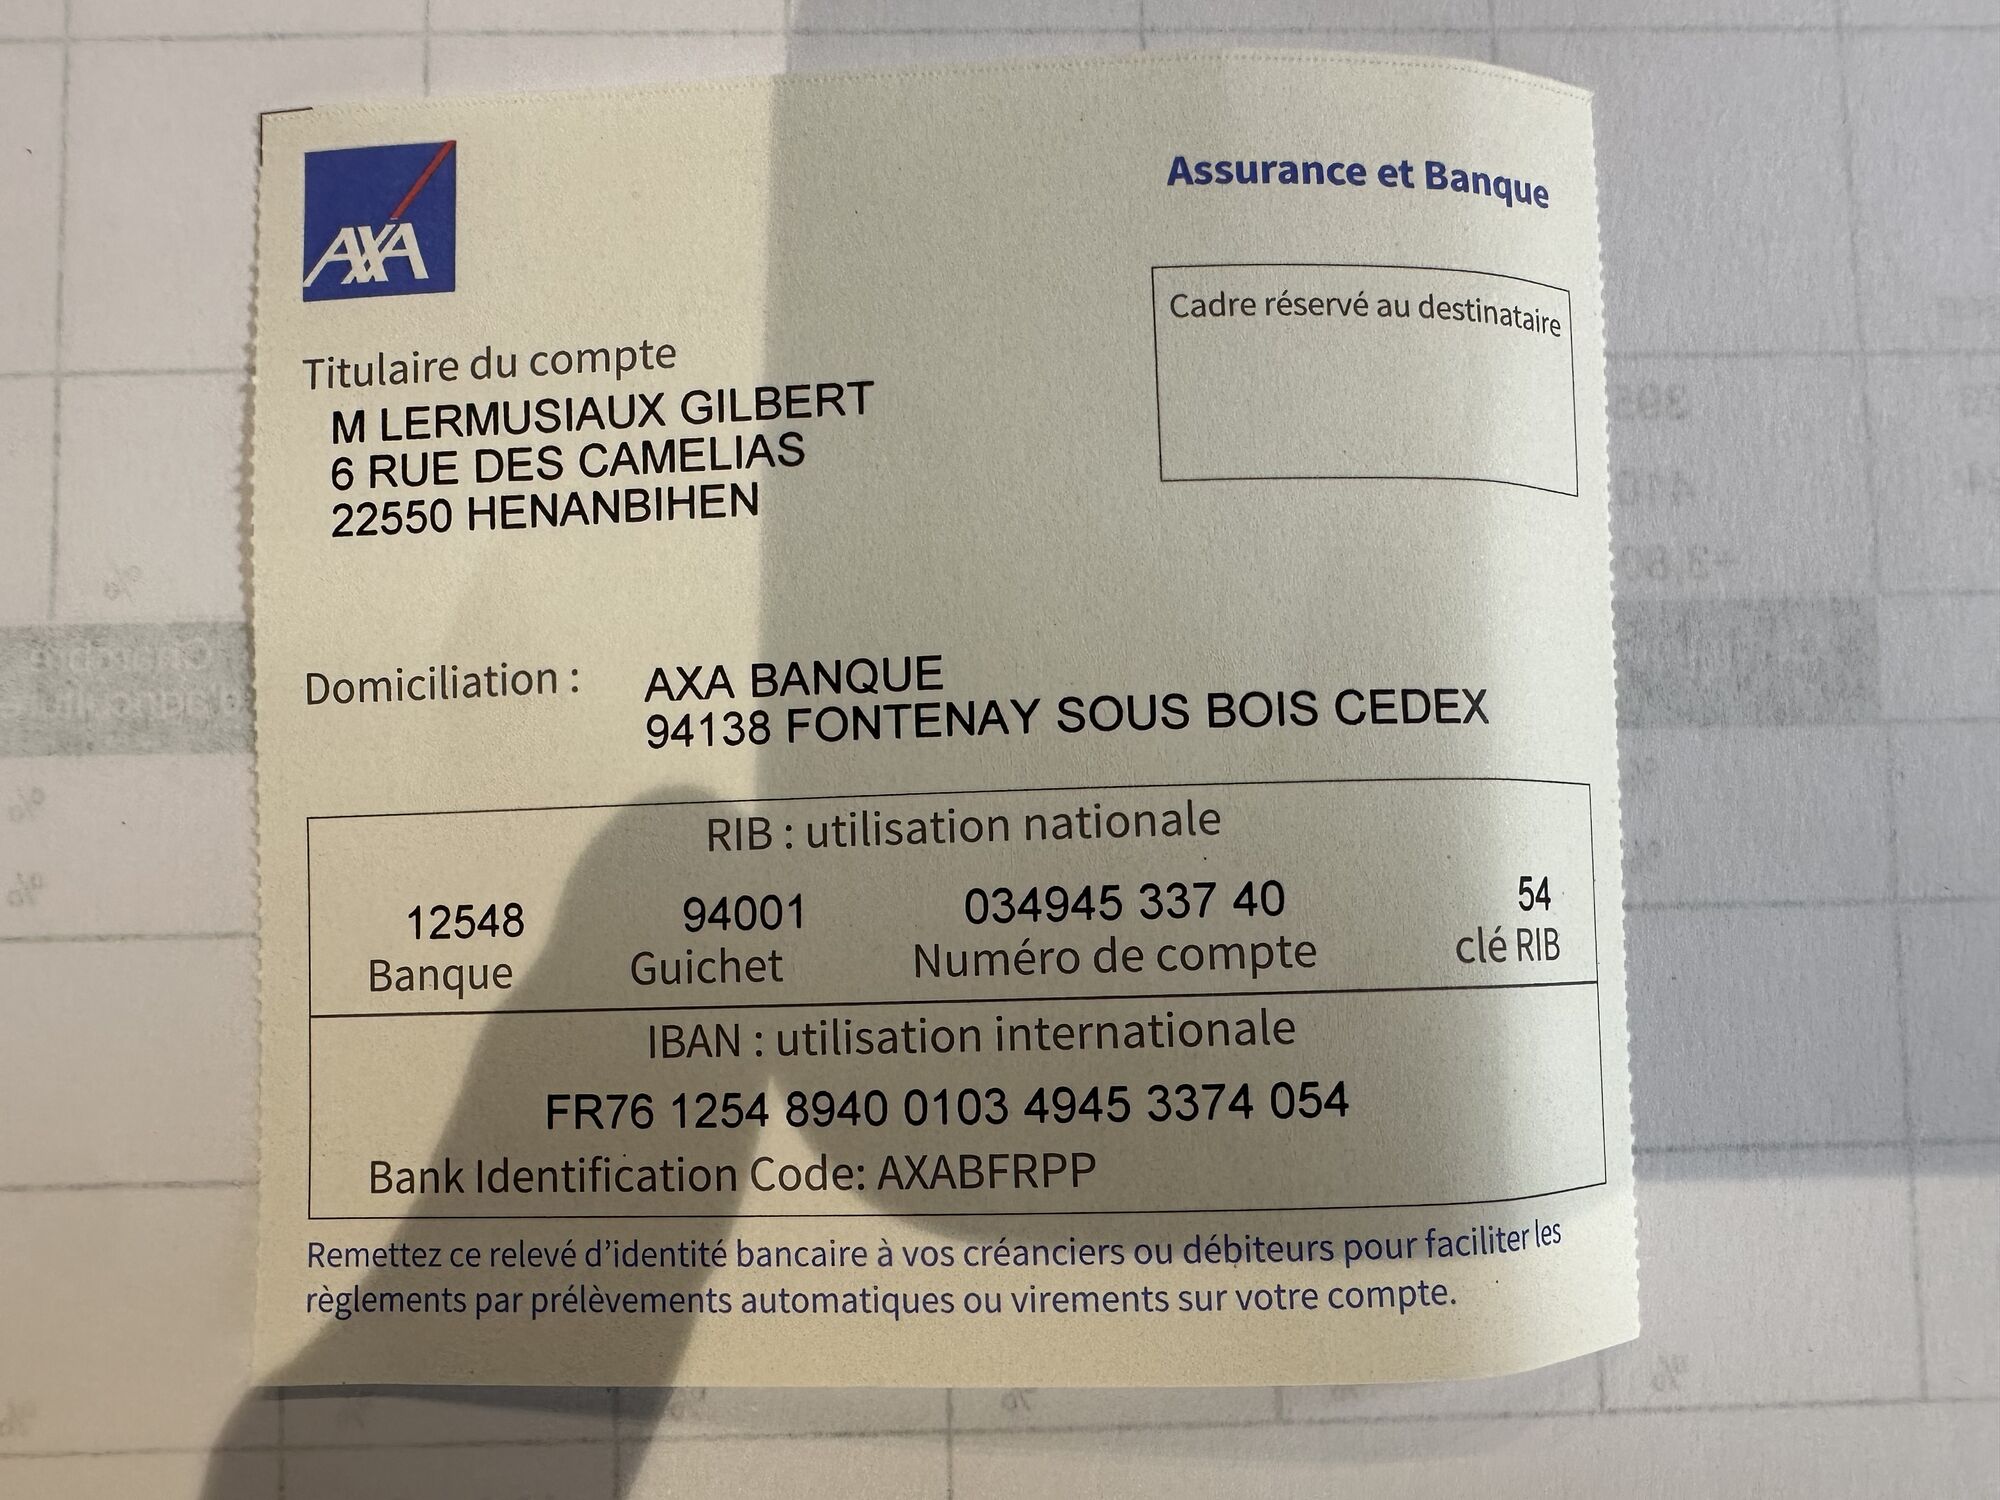 AXA
Assurance et Banque
Cadre réservé au destinataire
Titulaire du compte
M LERMUSIAUX GILBERT
6 RUE DES CAMELIAS
22550 HENANBIHEN
Domiciliation :
AXA BANQUE
94138 FONTENAY SOUS BOIS CEDEX
RIB : utilisation nationale
12548 94001 034945 337 40 54
Banque Guichet Numéro de compte clé RIB
IBAN : utilisation internationale
FR76 1254 8940 0103 4945 3374 054
Bank Identification Code: AXABFRPP
Remettez ce relevé d’identité bancaire à vos créanciers ou débiteurs pour faciliter les
règlements par prélèvements automatiques ou virements sur votre compte.